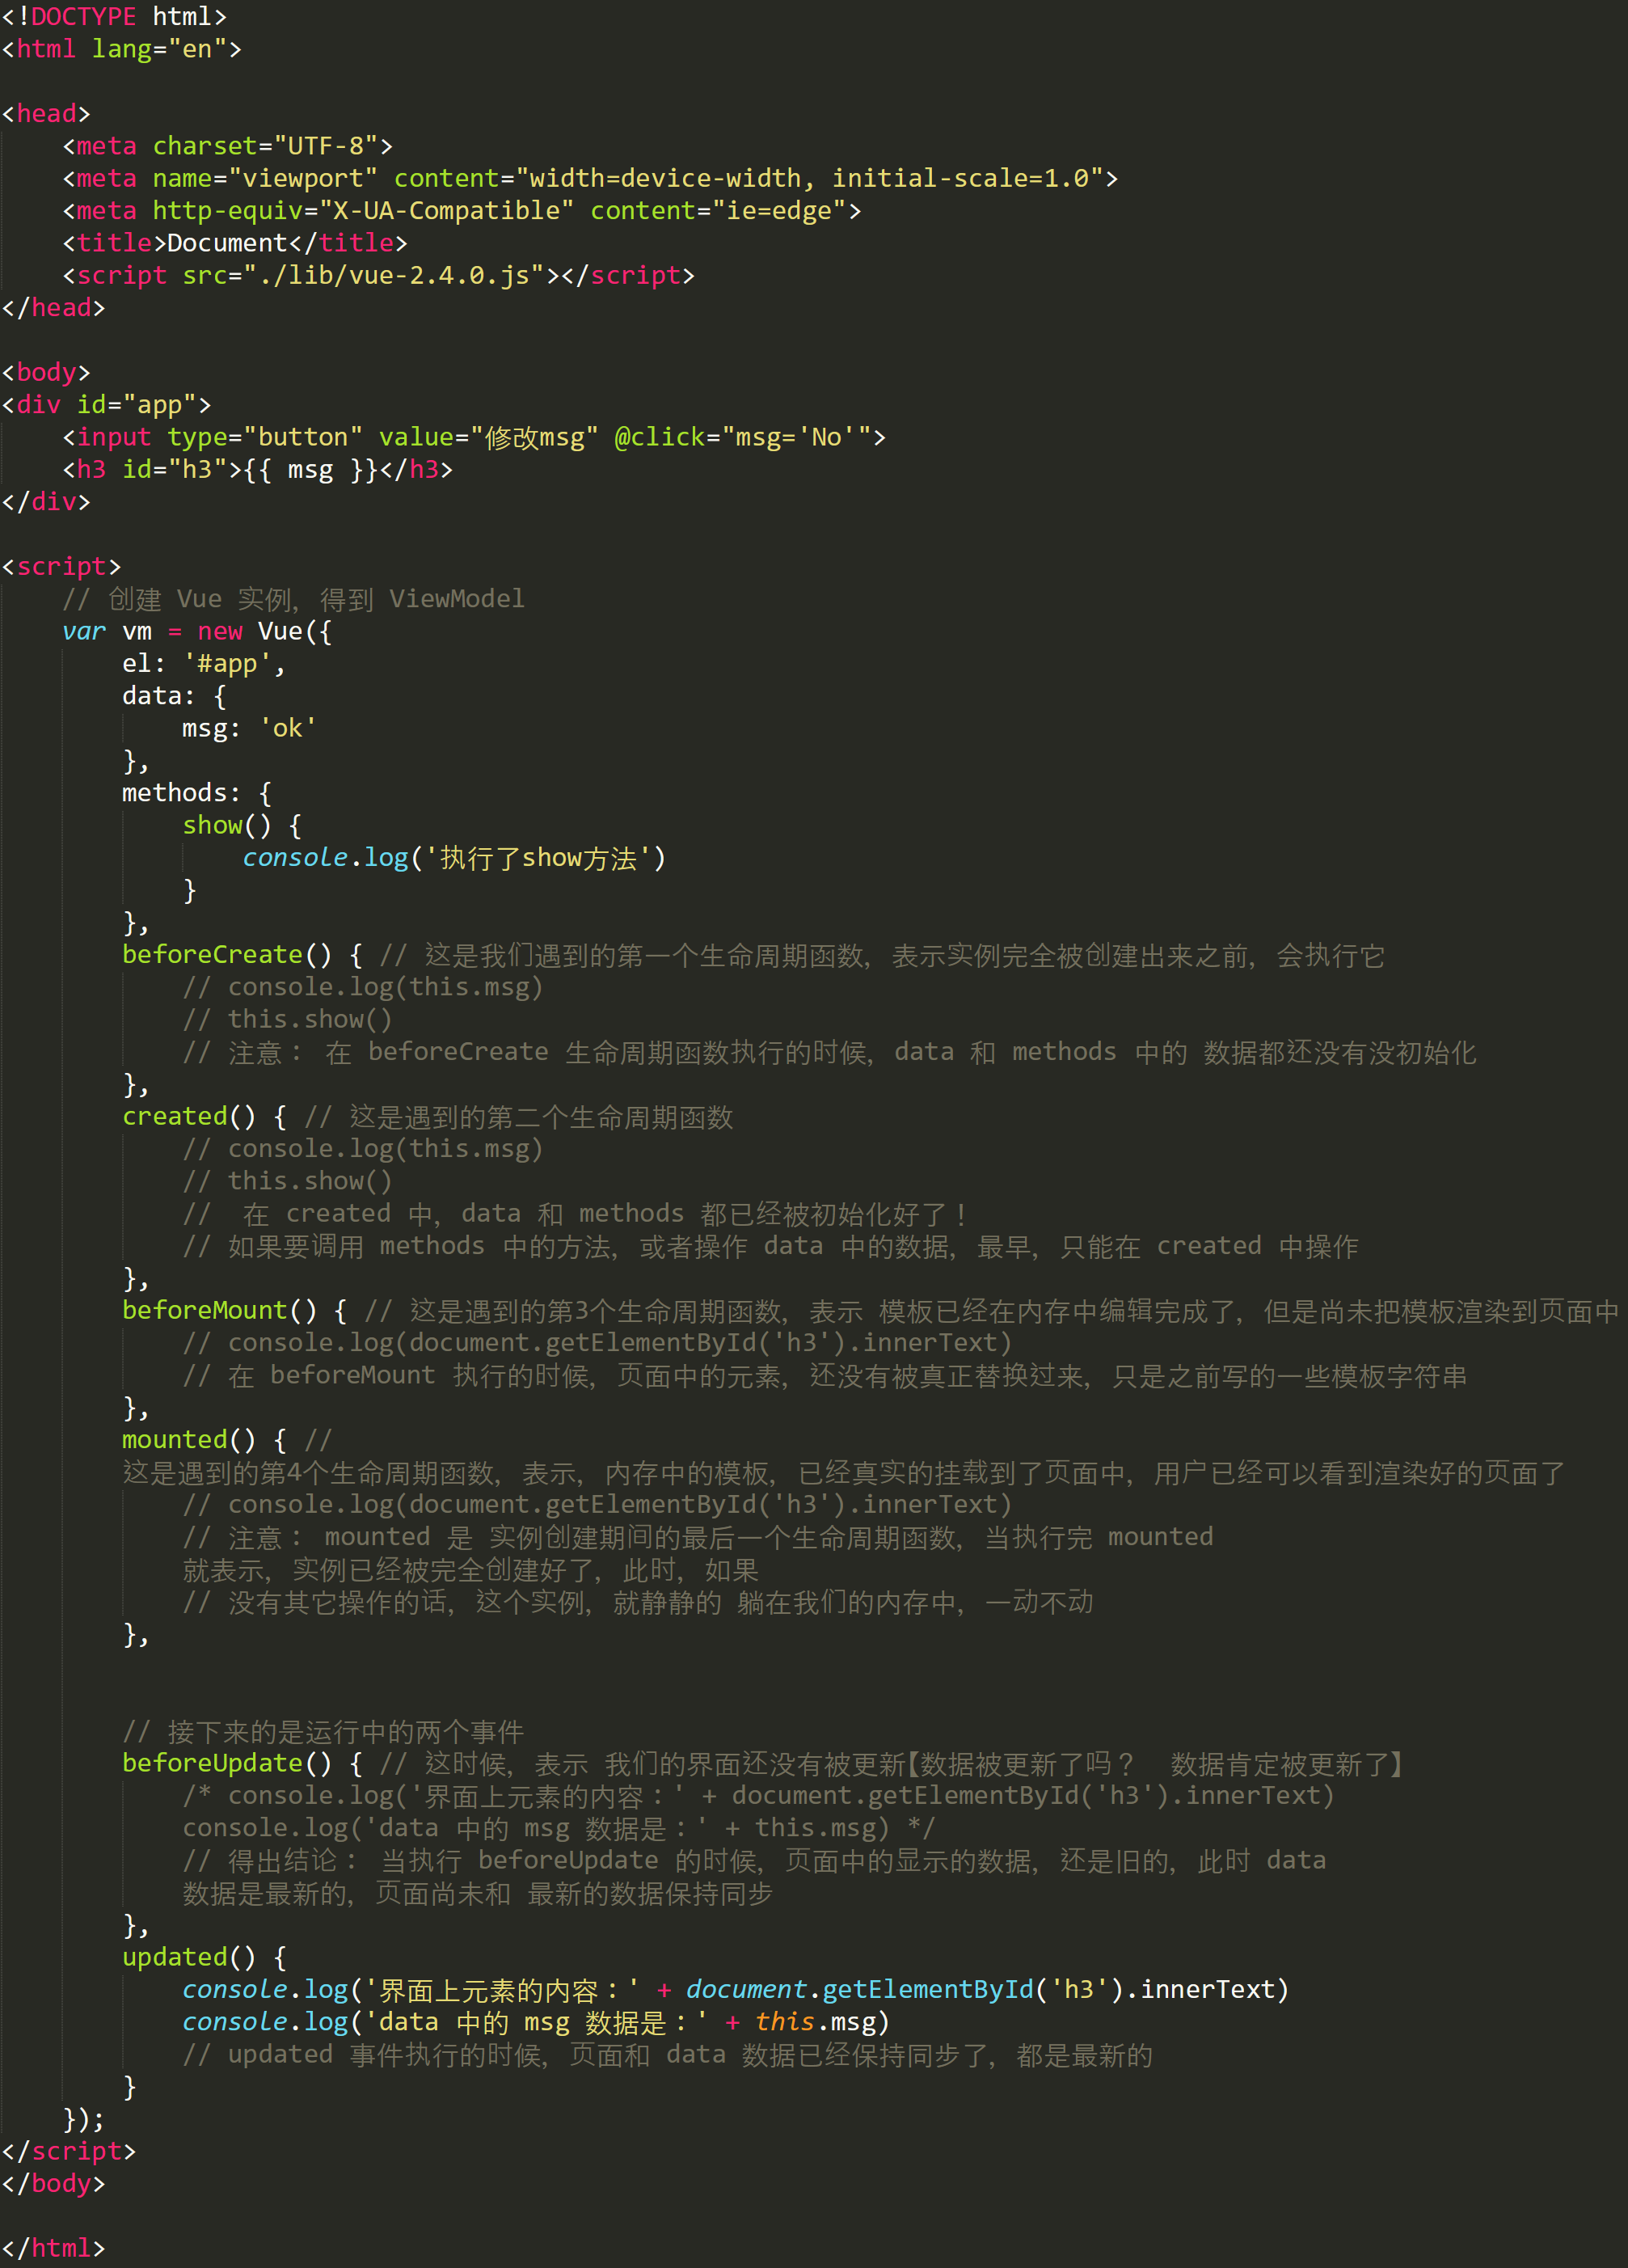 <!DOCTYPE html>
<html lang="en">

<head>
    <meta charset="UTF-8">
    <meta name="viewport" content="width=device-width, initial-scale=1.0">
    <meta http-equiv="X-UA-Compatible" content="ie=edge">
    <title>Document</title>
    <script src="./lib/vue-2.4.0.js"></script>
</head>

<body>
<div id="app">
    <input type="button" value="修改msg" @click="msg='No'">
    <h3 id="h3">{{ msg }}</h3>
</div>

<script>
    // 创建 Vue 实例, 得到 ViewModel
    var vm = new Vue({
        el: '#app',
        data: {
            msg: 'ok'
        },
        methods: {
            show() {
                console.log('执行了show方法')
            }
        },
        beforeCreate() { // 这是我们遇到的第一个生命周期函数, 表示实例完全被创建出来之前, 会执行它
            // console.log(this.msg)
            // this.show()
            // 注意： 在 beforeCreate 生命周期函数执行的时候, data 和 methods 中的 数据都还没有没初始化
        },
        created() { // 这是遇到的第二个生命周期函数
            // console.log(this.msg)
            // this.show()
            //  在 created 中, data 和 methods 都已经被初始化好了！
            // 如果要调用 methods 中的方法, 或者操作 data 中的数据, 最早, 只能在 created 中操作
        },
        beforeMount() { // 这是遇到的第3个生命周期函数, 表示 模板已经在内存中编辑完成了, 但是尚未把模板渲染到页面中
            // console.log(document.getElementById('h3').innerText)
            // 在 beforeMount 执行的时候, 页面中的元素, 还没有被真正替换过来, 只是之前写的一些模板字符串
        },
        mounted() { //
        这是遇到的第4个生命周期函数, 表示, 内存中的模板, 已经真实的挂载到了页面中, 用户已经可以看到渲染好的页面了
            // console.log(document.getElementById('h3').innerText)
            // 注意： mounted 是 实例创建期间的最后一个生命周期函数, 当执行完 mounted
            就表示, 实例已经被完全创建好了, 此时, 如果
            // 没有其它操作的话, 这个实例, 就静静的 躺在我们的内存中, 一动不动
        },


        // 接下来的是运行中的两个事件
        beforeUpdate() { // 这时候, 表示 我们的界面还没有被更新【数据被更新了吗？  数据肯定被更新了】
            /* console.log('界面上元素的内容：' + document.getElementById('h3').innerText)
            console.log('data 中的 msg 数据是：' + this.msg) */
            // 得出结论： 当执行 beforeUpdate 的时候, 页面中的显示的数据, 还是旧的, 此时 data
            数据是最新的, 页面尚未和 最新的数据保持同步
        },
        updated() {
            console.log('界面上元素的内容：' + document.getElementById('h3').innerText)
            console.log('data 中的 msg 数据是：' + this.msg)
            // updated 事件执行的时候, 页面和 data 数据已经保持同步了, 都是最新的
        }
    });
</script>
</body>

</html>